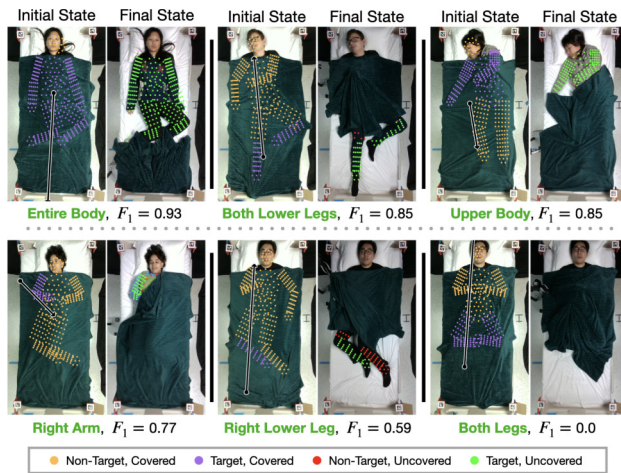 Initial State Final State Initial State Final State Initial State Final State
Entire Body, F₁ = 0.93 Both Lower Legs, F₁ = 0.85 Upper Body, F₁ = 0.85
Right Arm, F₁ = 0.77 Right Lower Leg, F₁ = 0.59 Both Legs, F₁ = 0.0
Non-Target, Covered Target, Covered Non-Target, Uncovered Target, Uncovered